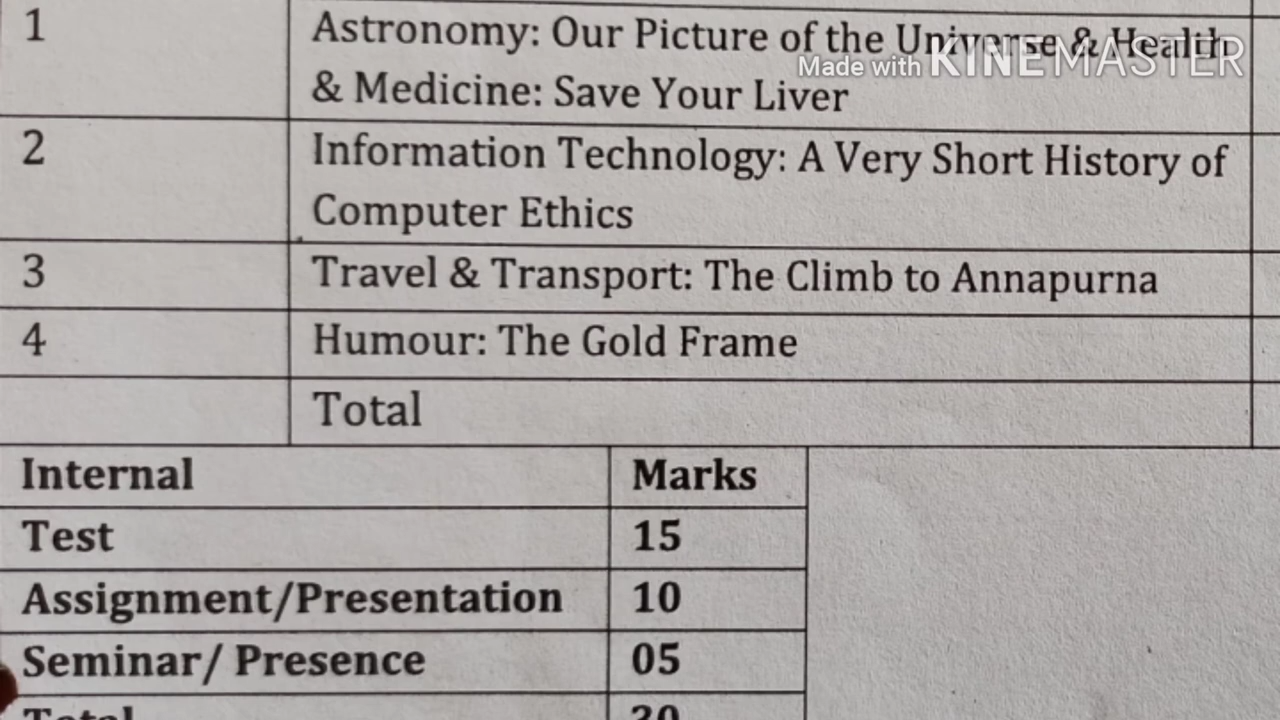 1 Astronomy: Our Picture of the Universe & Health
Made with KINEMASTER
& Medicine: Save Your Liver
2 Information Technology: A Very Short History of
Computer Ethics
3 Travel & Transport: The Climb to Annapurna
4 Humour: The Gold Frame
Total
Internal Marks
Test 15
Assignment/Presentation 10
Seminar/ Presence 05
Total 30